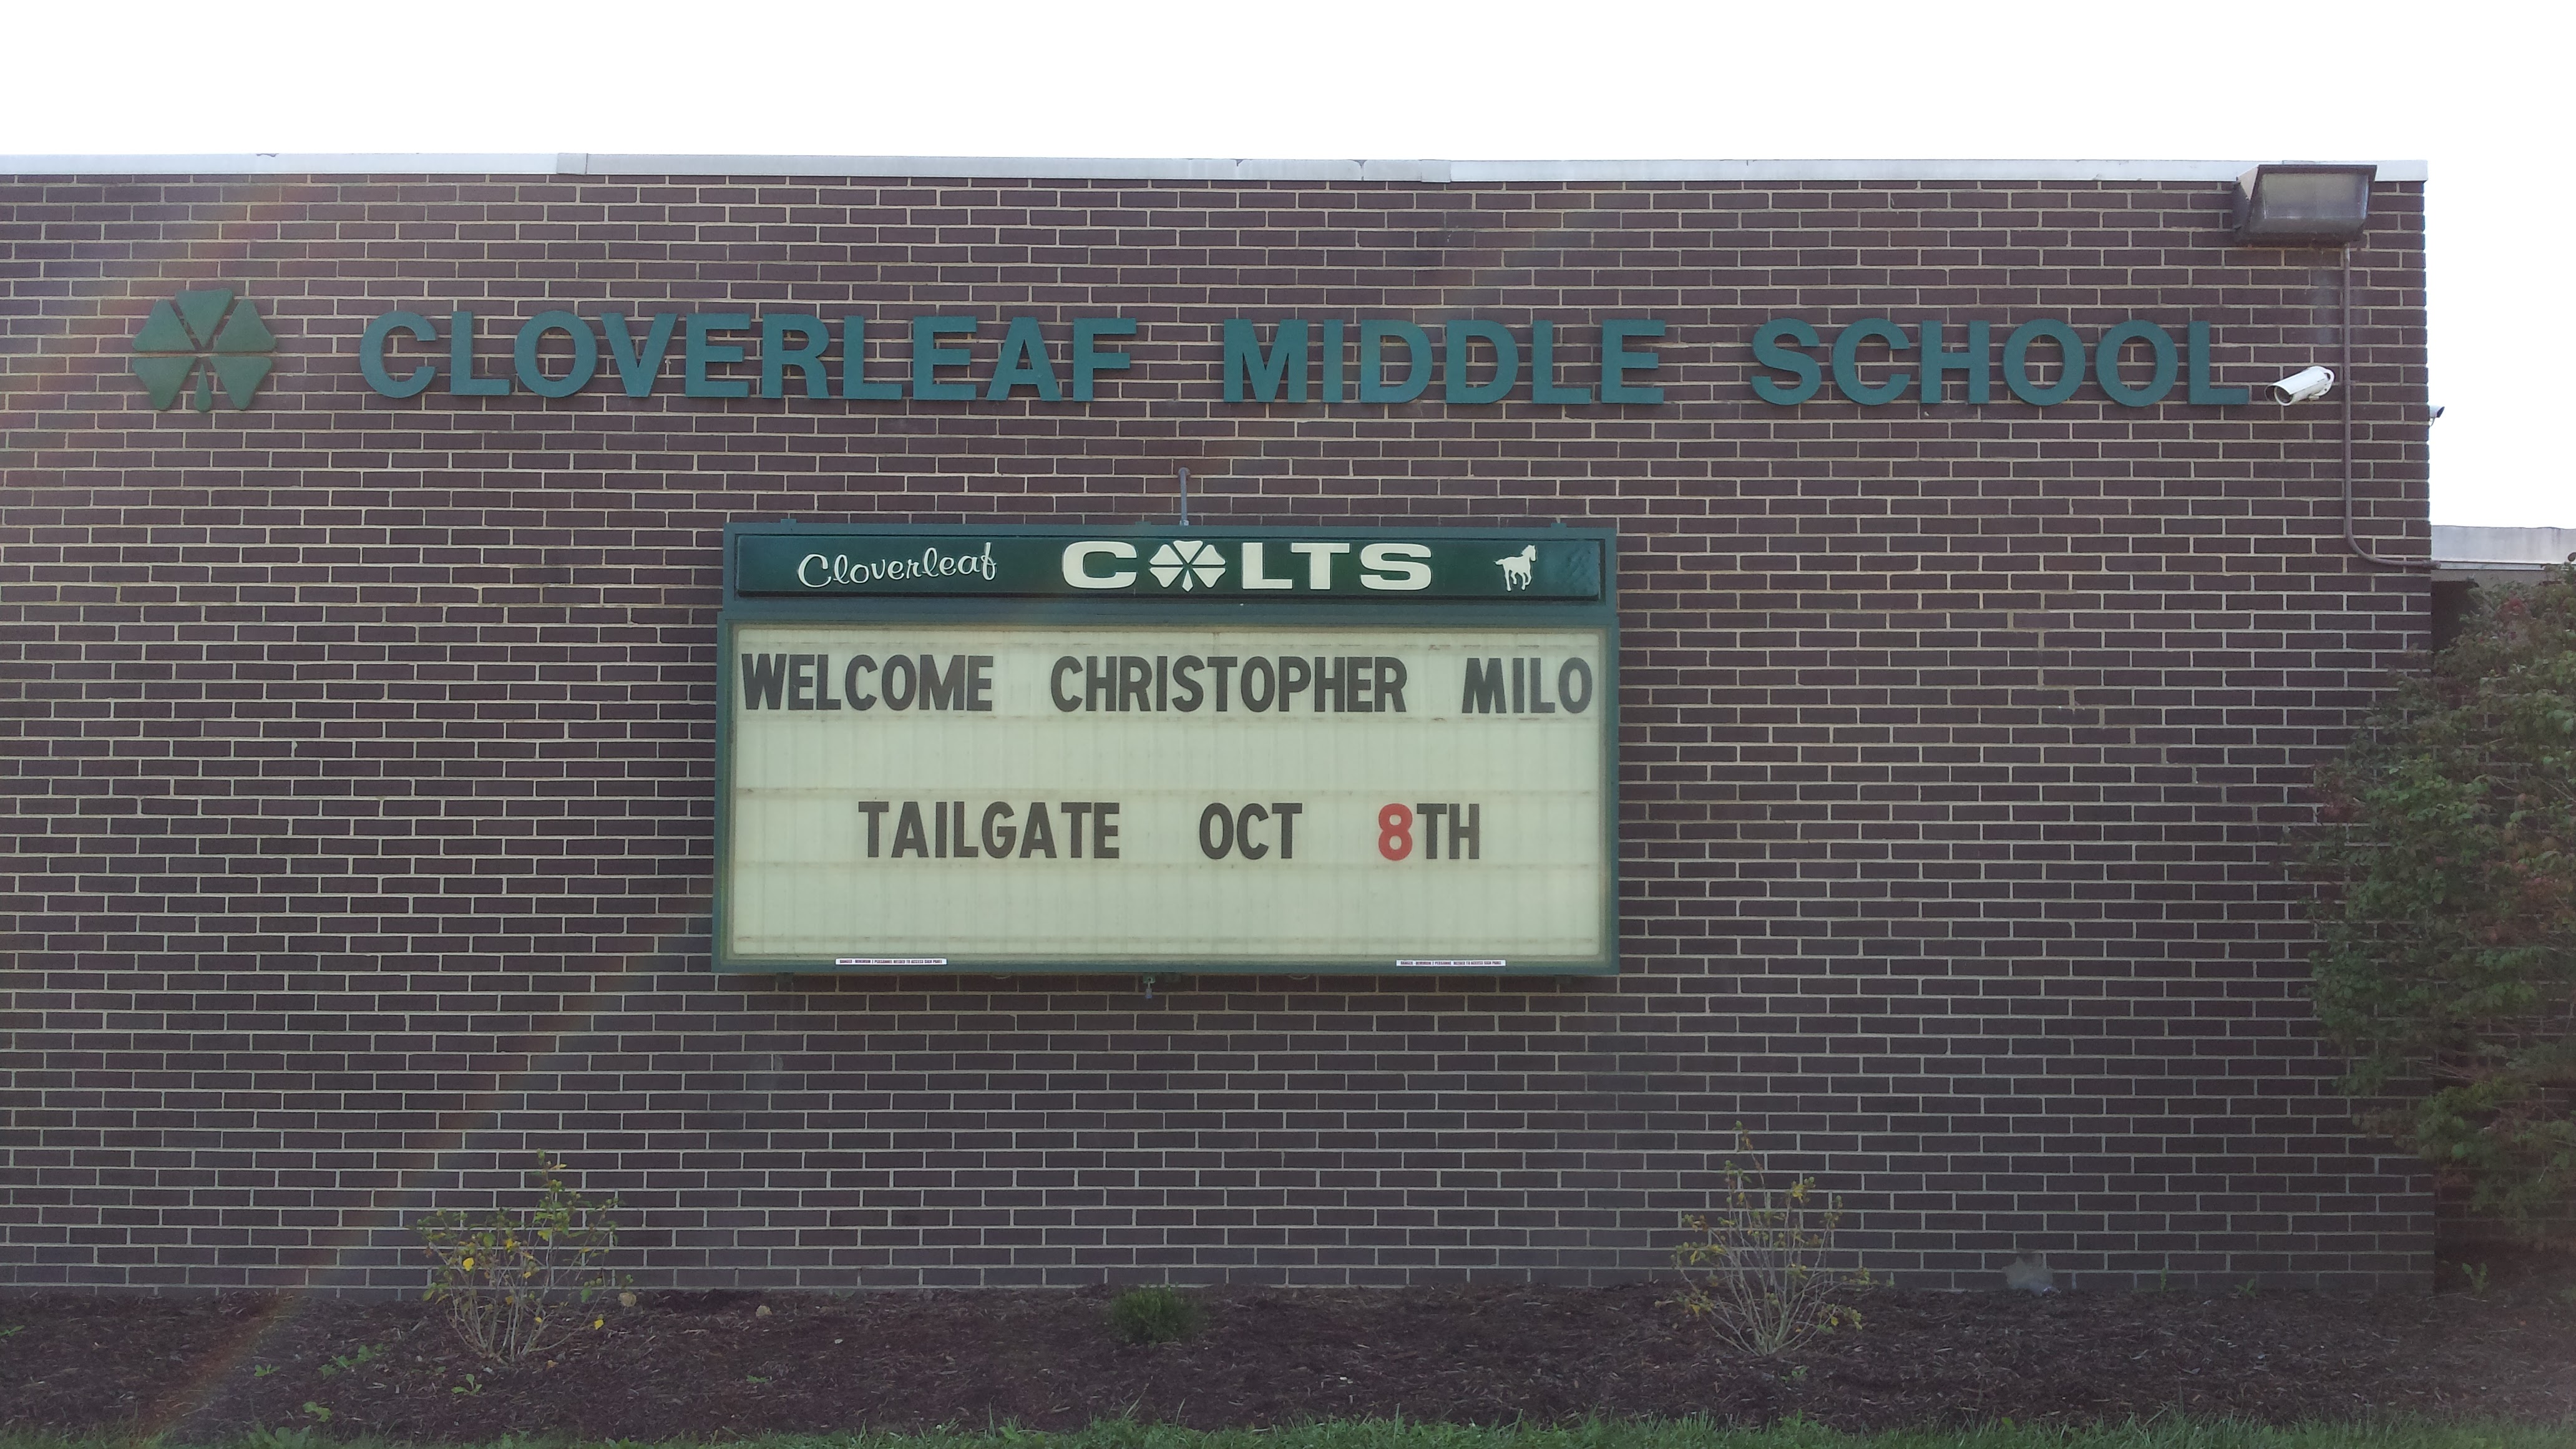 CLOVERLEAF MIDDLE SCHOOL
Cloverleaf COLTS
WELCOME CHRISTOPHER MILO
TAILGATE OCT 8TH